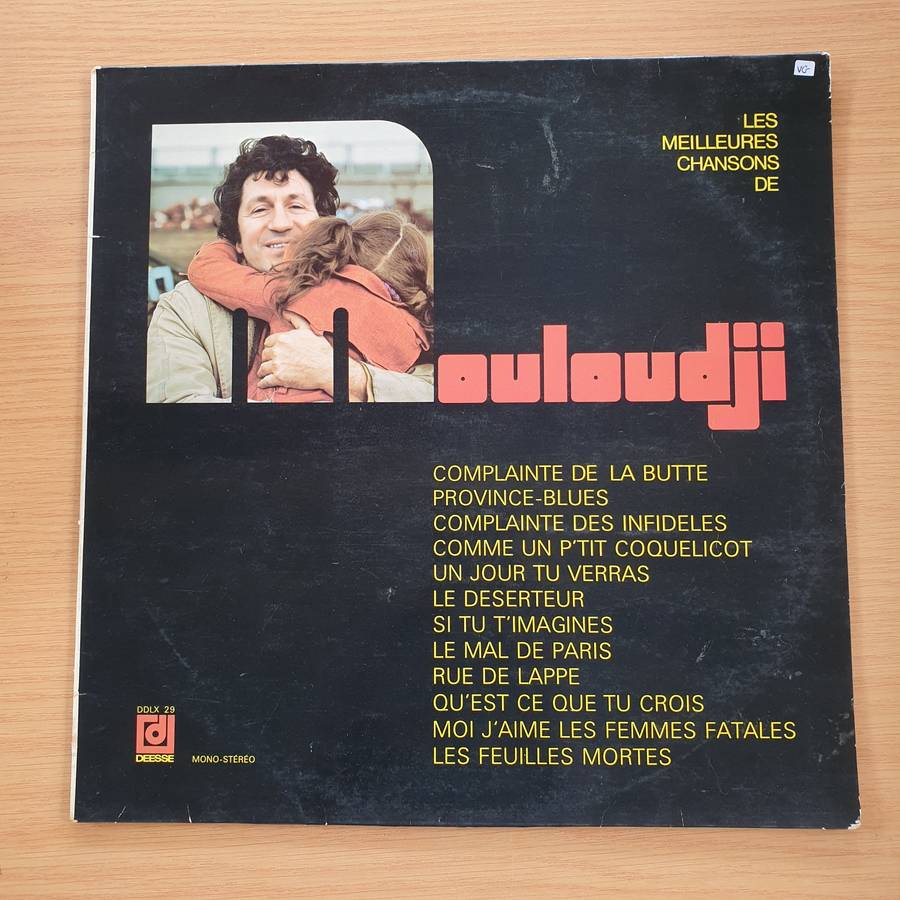 VG-
LES
MEILLEURES
CHANSONS
DE
Mouloudji
COMPLAINTE DE LA BUTTE
PROVINCE-BLUES
COMPLAINTE DES INFIDELES
COMME UN P'TIT COQUELICOT
UN JOUR TU VERRAS
LE DESERTEUR
SI TU T'IMAGINES
LE MAL DE PARIS
RUE DE LAPPE
QU'EST CE QUE TU CROIS
MOI J'AIME LES FEMMES FATALES
LES FEUILLES MORTES
DDLX 29
d
DEESSE
MONO-STÉRÉO